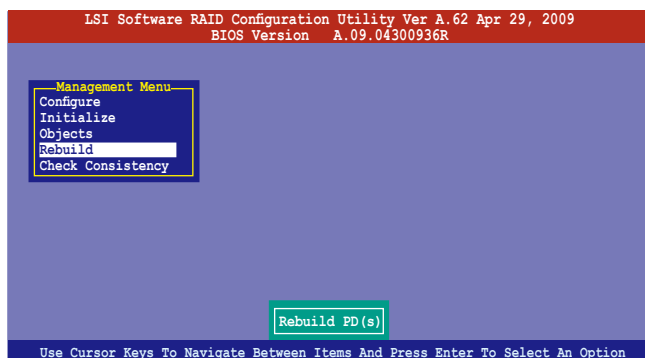 LSI Software RAID Configuration Utility Ver A.62 Apr 29, 2009
BIOS Version A.09.04300936R
Management Menu
Configure
Initialize
Objects
Rebuild
Check Consistency
Rebuild PD(s)
Use Cursor Keys To Navigate Between Items And Press Enter To Select An Option